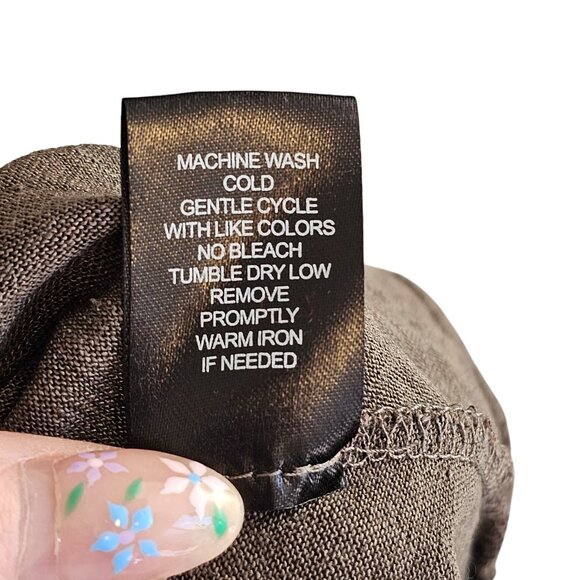 MACHINE WASH
COLD
GENTLE CYCLE
WITH LIKE COLORS
NO BLEACH
TUMBLE DRY LOW
REMOVE
PROMPTLY
WARM IRON
IF NEEDED